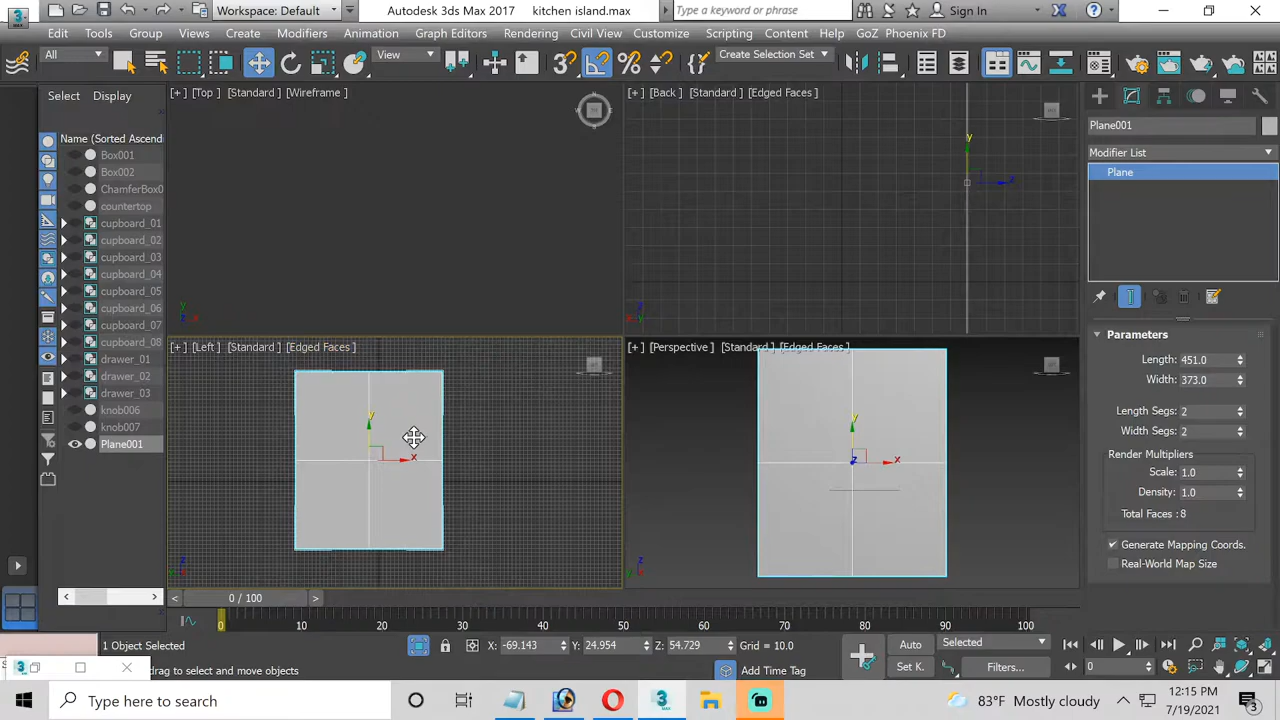 Workspace: Default
Autodesk 3ds Max 2017 kitchen island.max
Type a keyword or phrase
Sign In
Edit Tools Group Views Create Modifiers Animation Graph Editors Rendering Civil View Customize Scripting Content Help GoZ Phoenix FD
All
View
Create Selection Set
Select Display
Name (Sorted Ascend
Box001
Box002
ChamferBox0
countertop
cupboard_01
cupboard_02
cupboard_03
cupboard_04
cupboard_05
cupboard_06
cupboard_07
cupboard_08
drawer_01
drawer_02
drawer_03
knob006
knob007
Plane001
[+] [Top] [Standard] [Wireframe]
[+] [Back] [Standard] [Edged Faces]
[+] [Left] [Standard] [Edged Faces]
[+] [Perspective] [Standard] [Edged Faces]
Plane001
Modifier List
Plane
Parameters
Length: 451.0
Width: 373.0
Length Segs: 2
Width Segs: 2
Render Multipliers
Scale: 1.0
Density: 1.0
Total Faces : 8
Generate Mapping Coords.
Real-World Map Size
0 / 100
0 10 20 30 40 50 60 70 80 90 100
1 Object Selected
X: -69.143 Y: 24.954 Z: 54.729 Grid = 10.0
Auto
Selected
drag to select and move objects
Add Time Tag
Set K.
Filters...
0
Type here to search
83°F Mostly cloudy
12:15 PM
7/19/2021
3